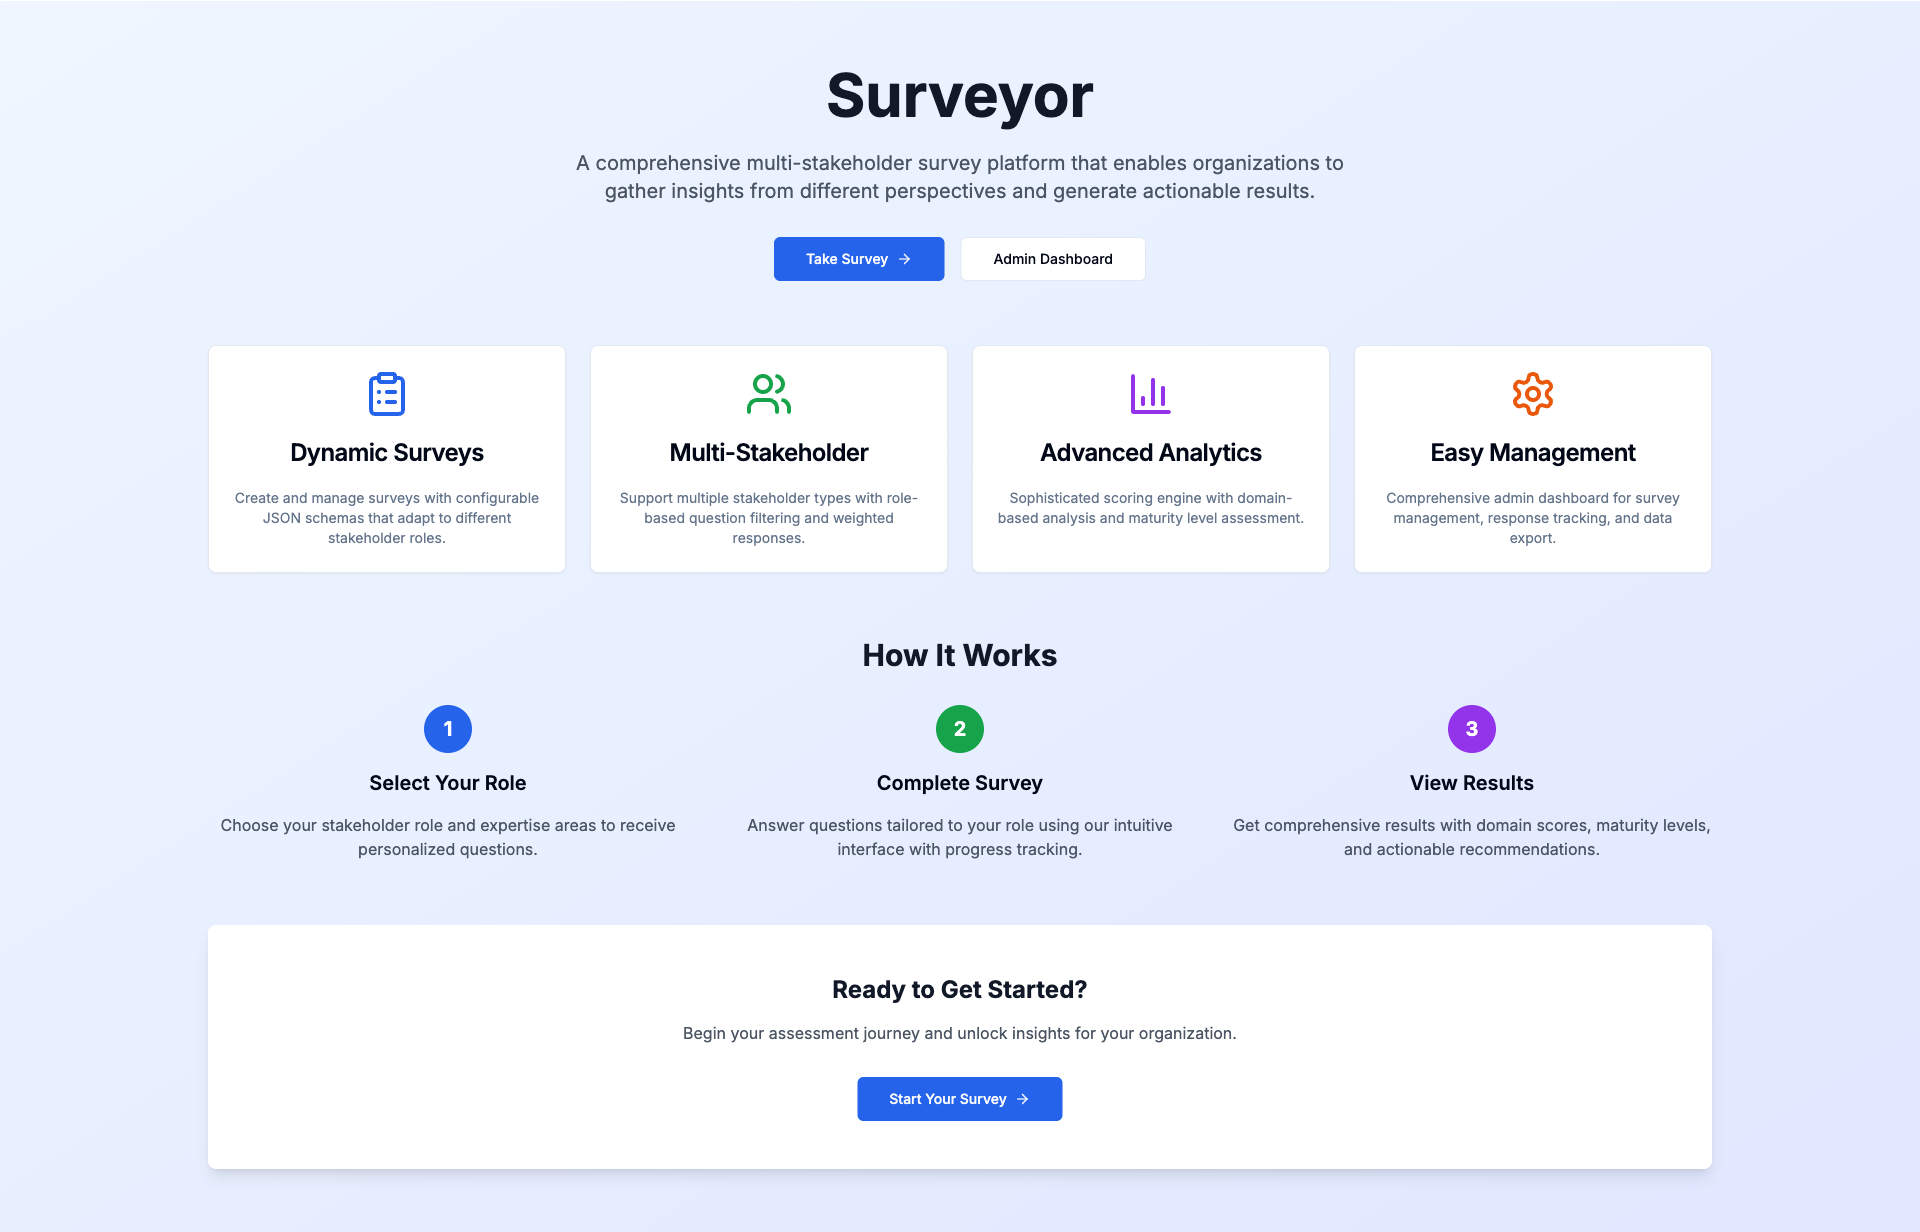 Surveyor
A comprehensive multi-stakeholder survey platform that enables organizations to
gather insights from different perspectives and generate actionable results.
Take Survey
Admin Dashboard
Dynamic Surveys
Create and manage surveys with configurable
JSON schemas that adapt to different
stakeholder roles.
Multi-Stakeholder
Support multiple stakeholder types with role-
based question filtering and weighted
responses.
Advanced Analytics
Sophisticated scoring engine with domain-
based analysis and maturity level assessment.
Easy Management
Comprehensive admin dashboard for survey
management, response tracking, and data
export.
How It Works
1
Select Your Role
Choose your stakeholder role and expertise areas to receive
personalized questions.
2
Complete Survey
Answer questions tailored to your role using our intuitive
interface with progress tracking.
3
View Results
Get comprehensive results with domain scores, maturity levels,
and actionable recommendations.
Ready to Get Started?
Begin your assessment journey and unlock insights for your organization.
Start Your Survey